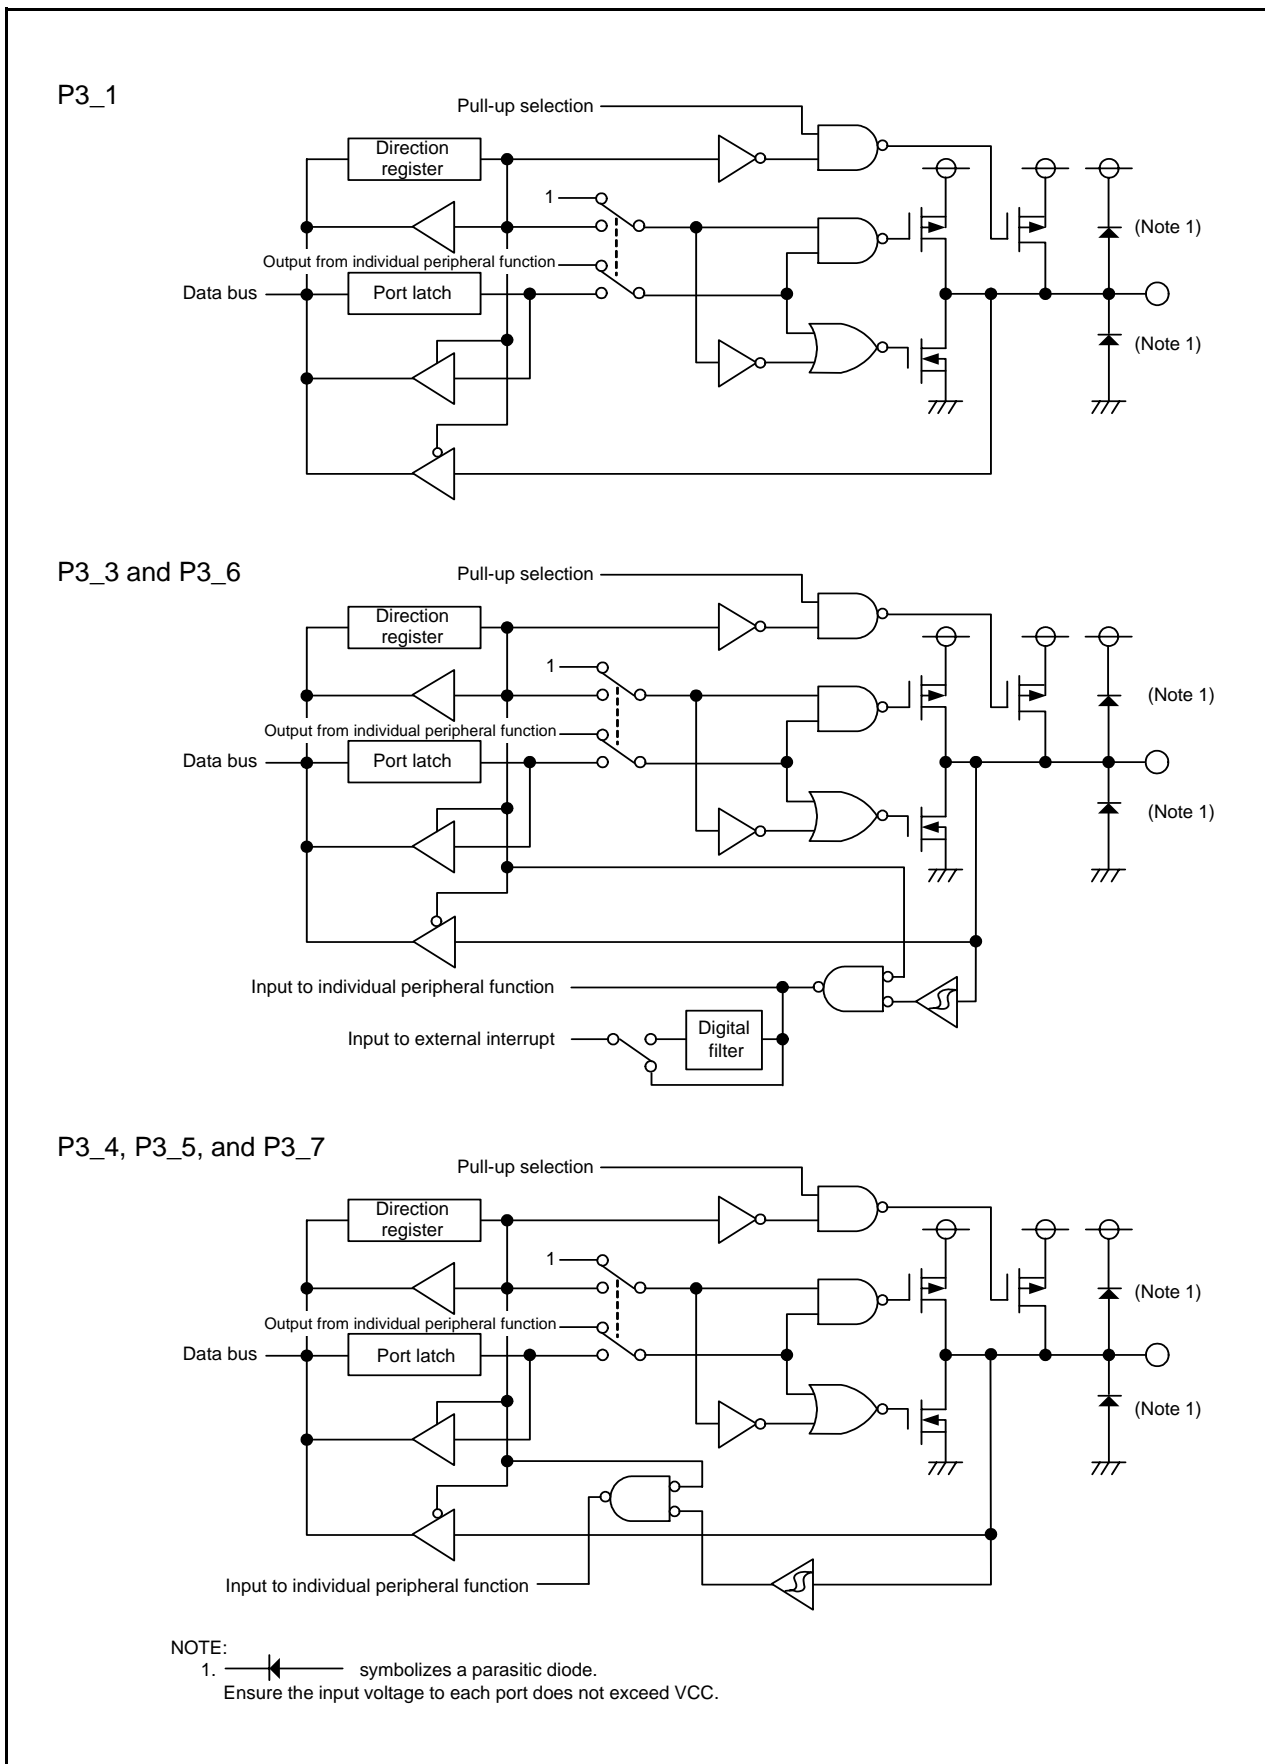 P3_1
Pull-up selection
Direction
register
1
(Note 1)
Output from individual peripheral function
Data bus
Port latch
(Note 1)
P3_3 and P3_6
Pull-up selection
Direction
register
1
(Note 1)
Output from individual peripheral function
Data bus
Port latch
(Note 1)
Input to individual peripheral function
Input to external interrupt
Digital
filter
P3_4, P3_5, and P3_7
Pull-up selection
Direction
register
1
(Note 1)
Output from individual peripheral function
Data bus
Port latch
(Note 1)
Input to individual peripheral function
NOTE:
1. symbolizes a parasitic diode.
Ensure the input voltage to each port does not exceed VCC.